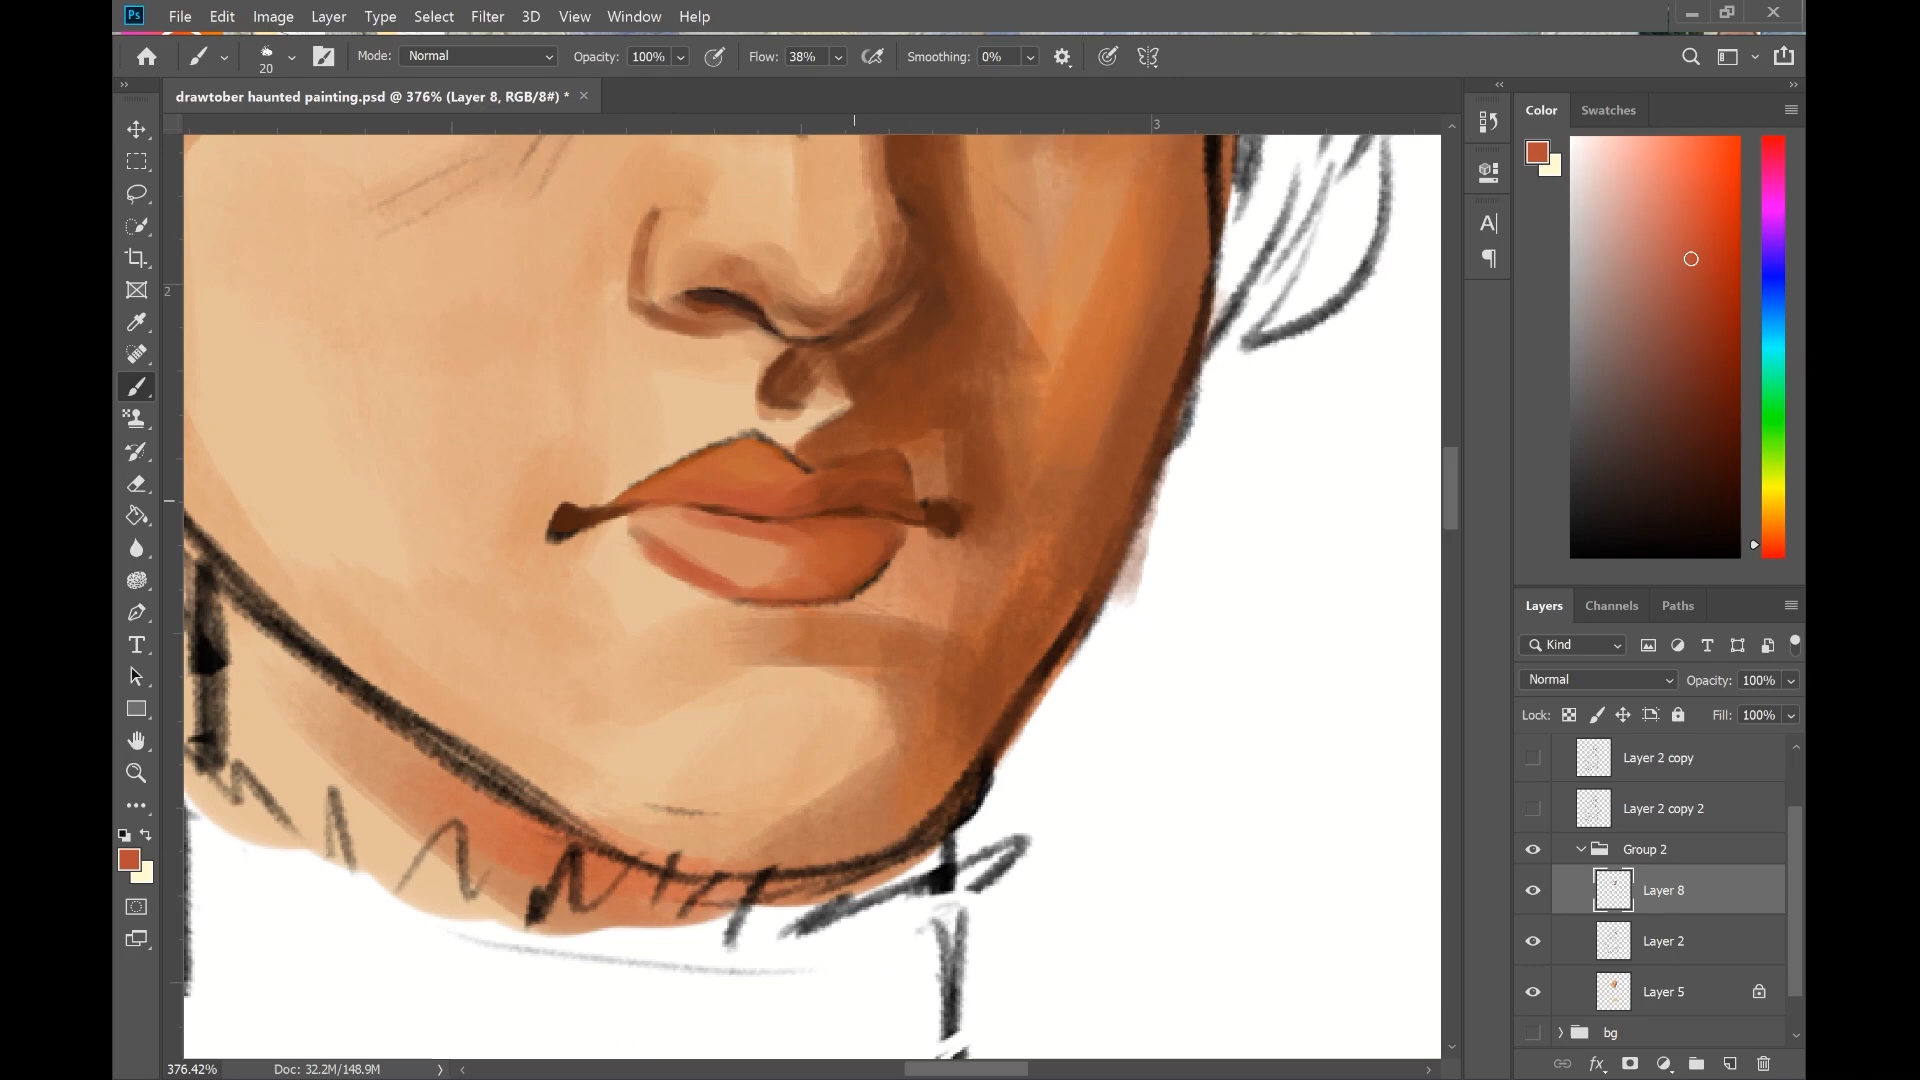 Ps File Edit Image Layer Type Select Filter 3D View Window Help
20 Mode: Normal Opacity: 100% Flow: 38% Smoothing: 0%
drawtober haunted painting.psd @ 376% (Layer 8, RGB/8#) * ×
Color Swatches
3
2
A|
¶
T
Layers Channels Paths
Kind T
Normal Opacity: 100%
Lock: Fill: 100%
Layer 2 copy
Layer 2 copy 2
Group 2
Layer 8
Layer 2
Layer 5
bg
376.42% Doc: 32.2M/148.9M
fx